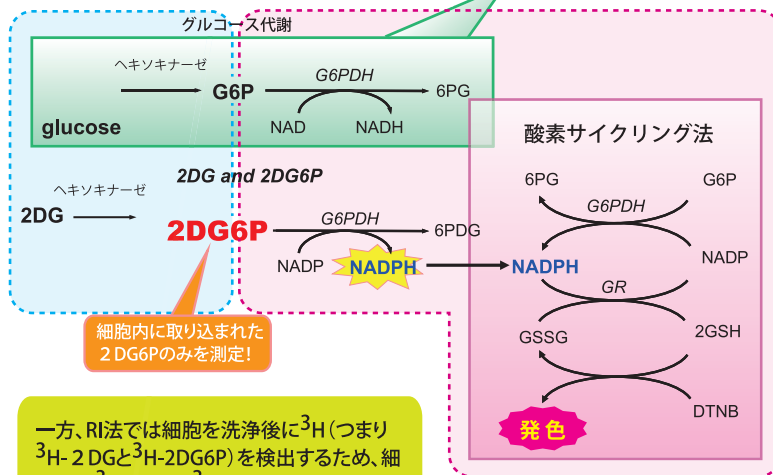 グルコース代謝
ヘキソキナーゼ
G6P
G6PDH
6PG
glucose
NAD
NADH
2DG and 2DG6P
ヘキソキナーゼ
2DG
2DG6P
G6PDH
6PDG
NADP
NADPH
細胞内に取り込まれた
2DG6Pのみを測定!
酸素サイクリング法
6PG
G6P
G6PDH
NADPH
NADP
GR
GSSG
2GSH
発色
DTNB
一方、RI法では細胞を洗浄後に³H(つまり
³H-2DGと³H-2DG6P)を検出するため、細